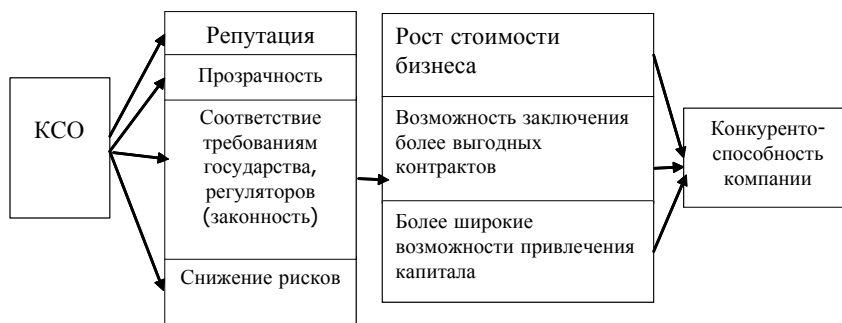 КСО
Репутация
Прозрачность
Соответствие
требованиям
государства,
регуляторов
(законность)
Снижение рисков
Рост стоимости
бизнеса
Возможность заключения
более выгодных
контрактов
Более широкие
возможности привлечения
капитала
Конкуренто-
способность
компании